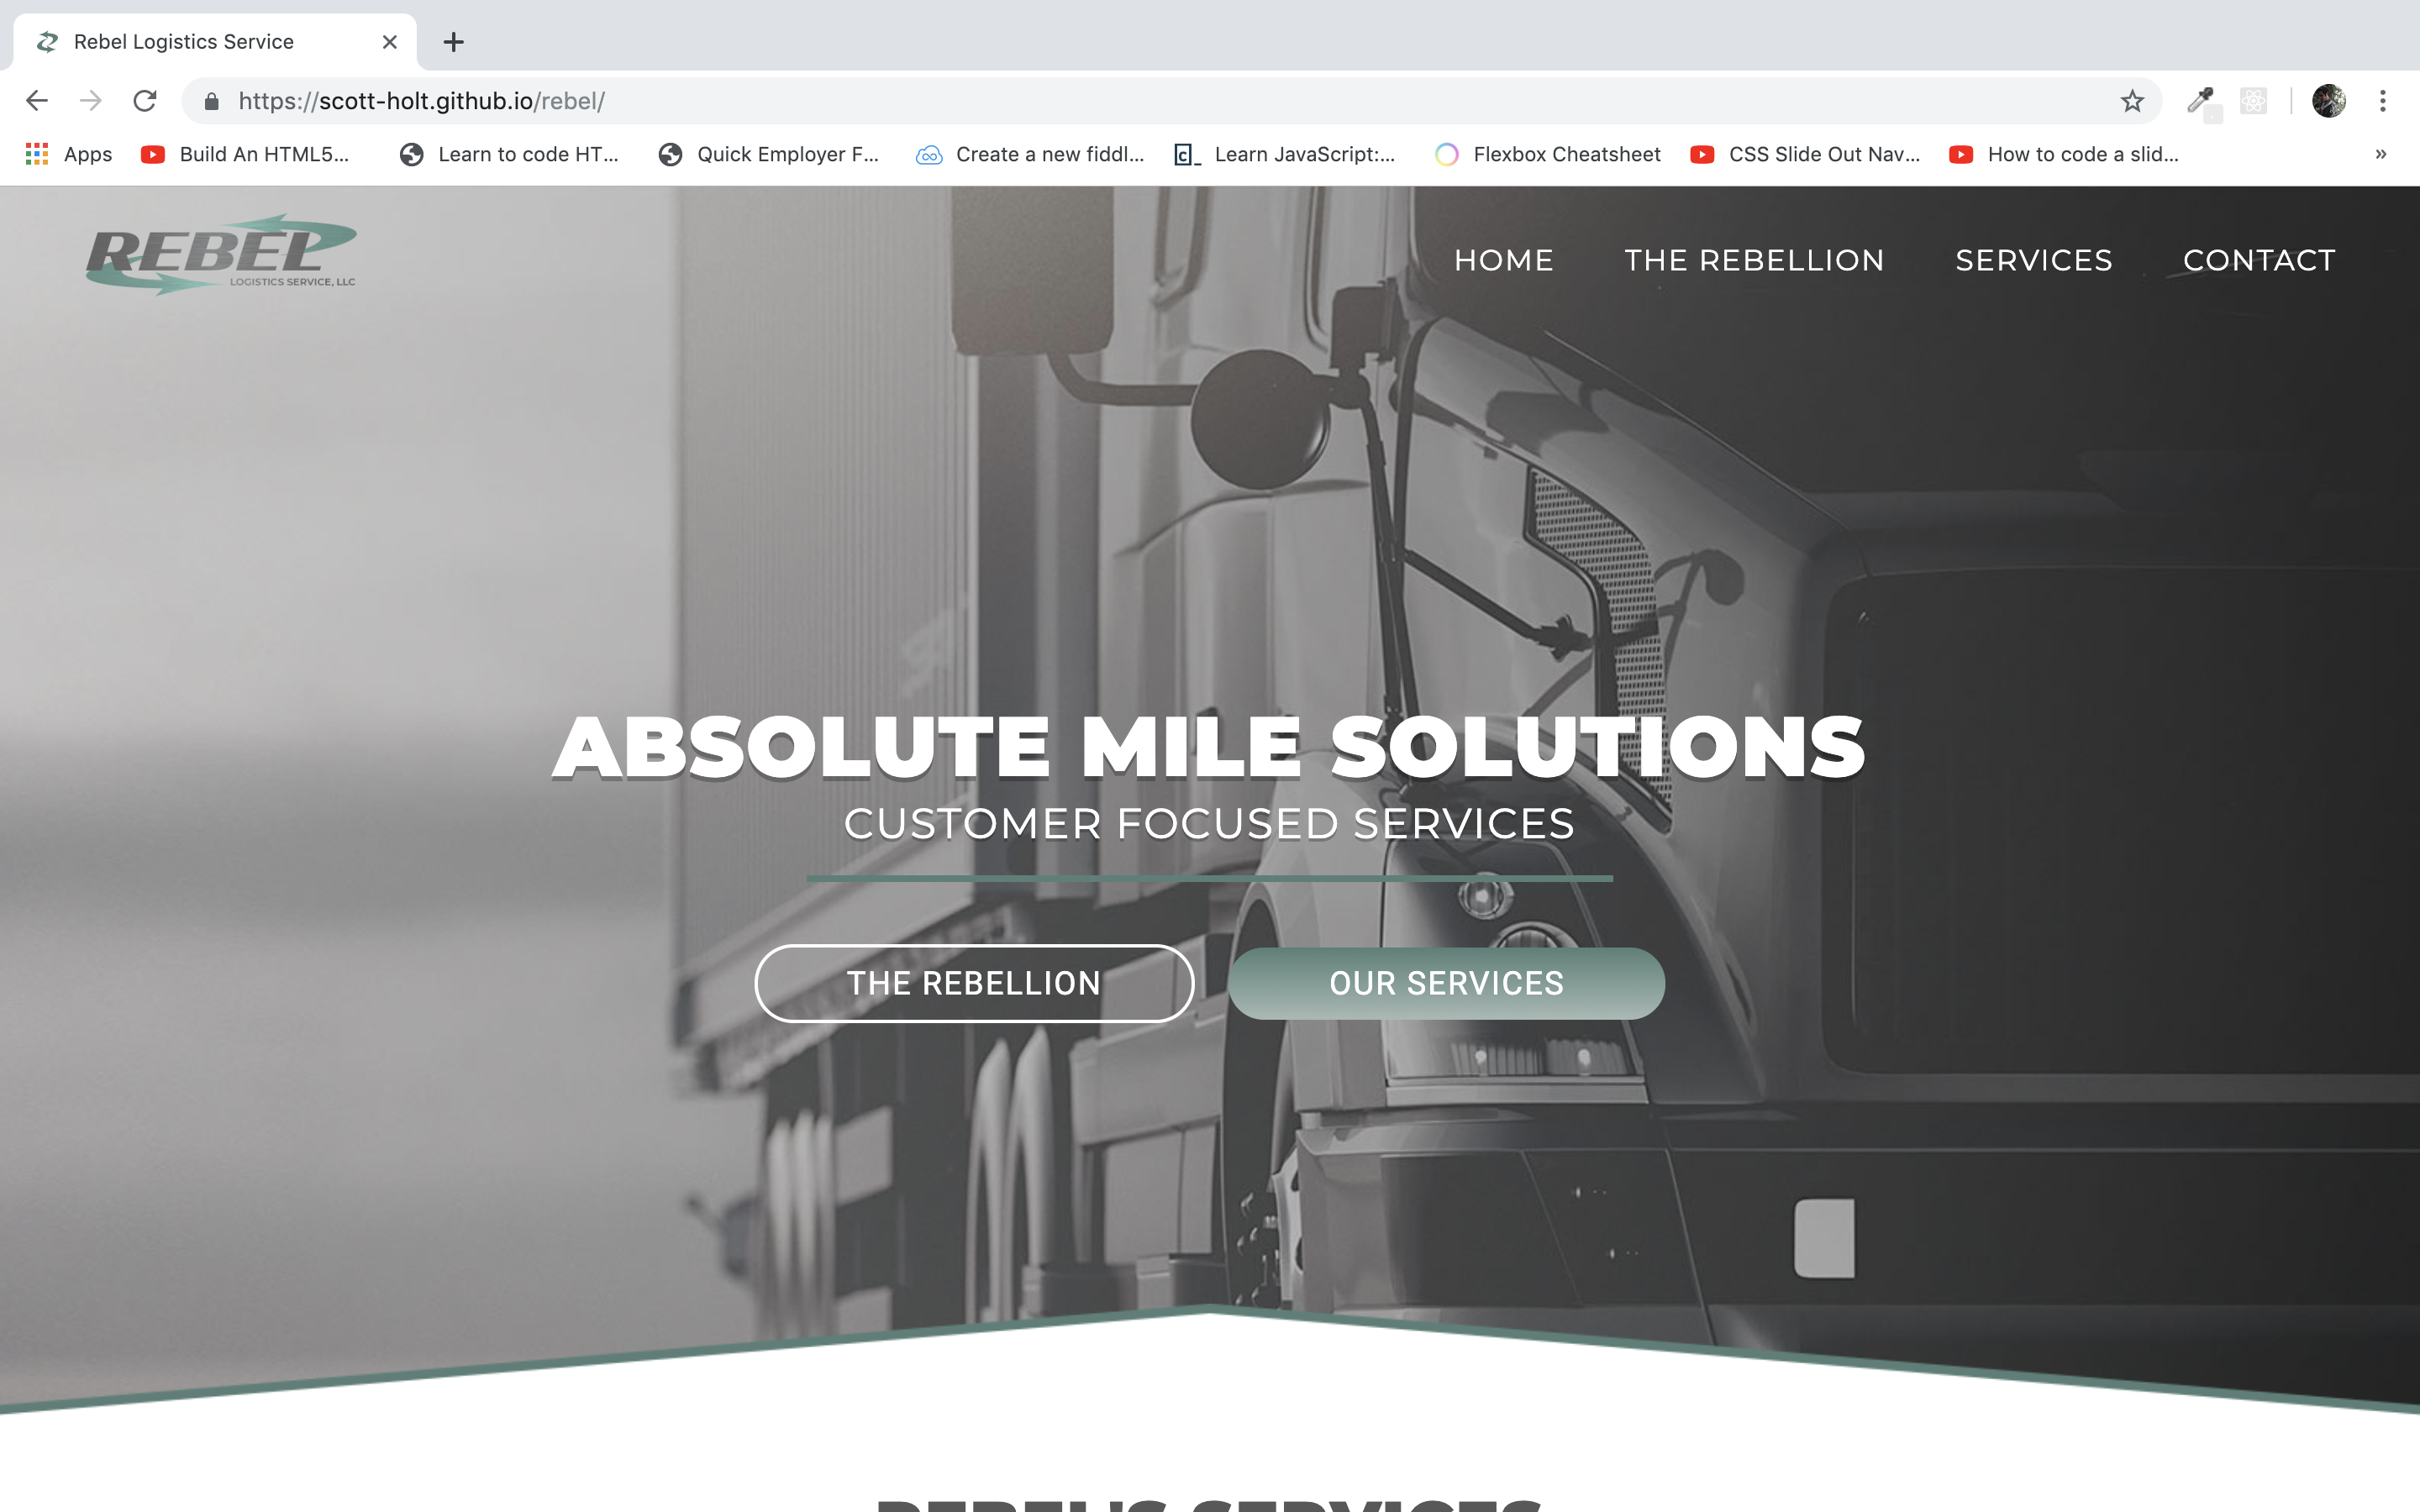 Rebel Logistics Service
https://scott-holt.github.io/rebel/
Apps Build An HTML5... Learn to code HT... Quick Employer F... Create a new fiddl... Learn JavaScript:... Flexbox Cheatsheet CSS Slide Out Nav... How to code a slid... »
REBEL
LOGISTICS SERVICE, LLC
HOME THE REBELLION SERVICES CONTACT
ABSOLUTE MILE SOLUTIONS
CUSTOMER FOCUSED SERVICES
THE REBELLION OUR SERVICES
REBEL'S SERVICES